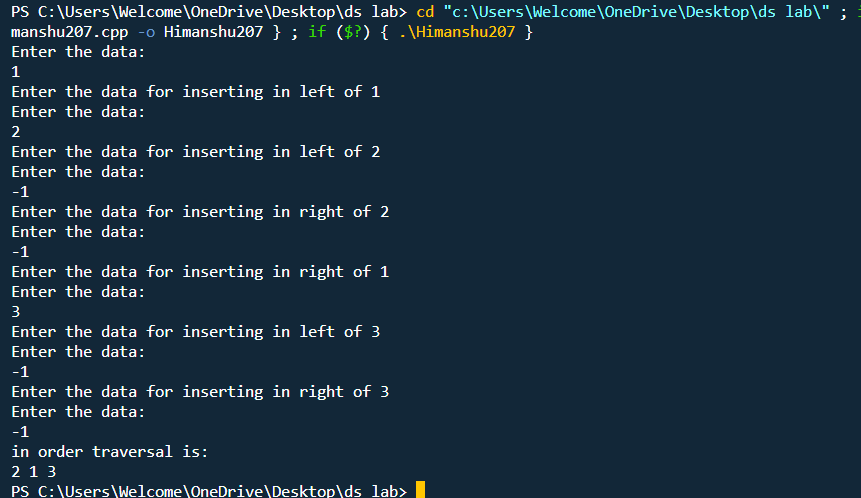 PS C:\Users\Welcome\OneDrive\Desktop\ds lab> cd "c:\Users\Welcome\OneDrive\Desktop\ds lab\" ; i
manshu207.cpp -o Himanshu207 } ; if ($?) { .\Himanshu207 }
Enter the data:
1
Enter the data for inserting in left of 1
Enter the data:
2
Enter the data for inserting in left of 2
Enter the data:
-1
Enter the data for inserting in right of 2
Enter the data:
-1
Enter the data for inserting in right of 1
Enter the data:
3
Enter the data for inserting in left of 3
Enter the data:
-1
Enter the data for inserting in right of 3
Enter the data:
-1
in order traversal is:
2 1 3
PS C:\Users\Welcome\OneDrive\Desktop\ds lab>